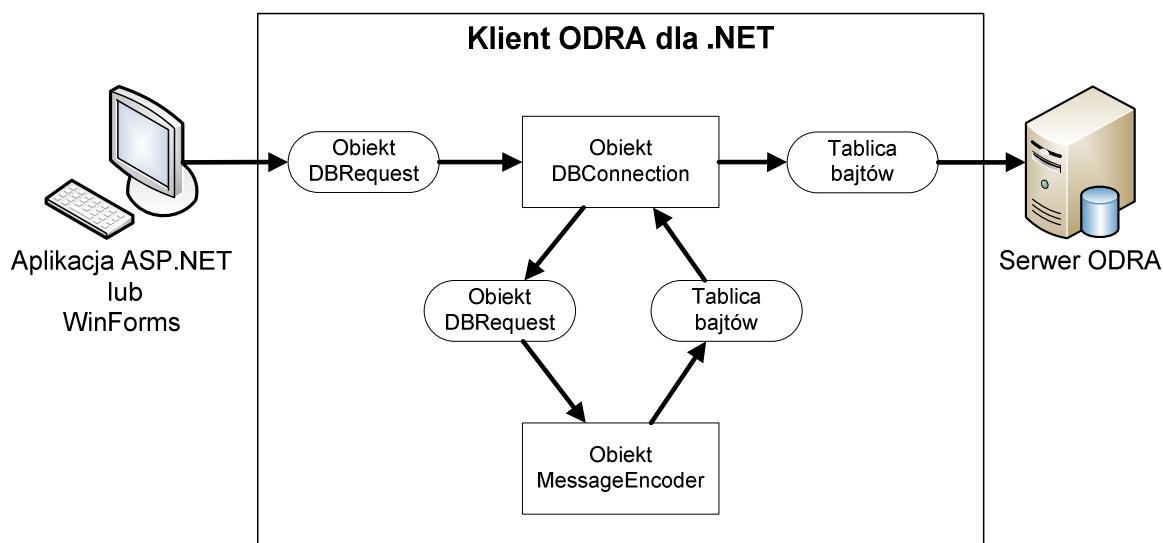 Klient ODRA dla .NET
Obiekt
DBRequest
Obiekt
DBConnection
Tablica
bajtów
Aplikacja ASP.NET
lub
WinForms
Serwer ODRA
Obiekt
DBRequest
Tablica
bajtów
Obiekt
MessageEncoder